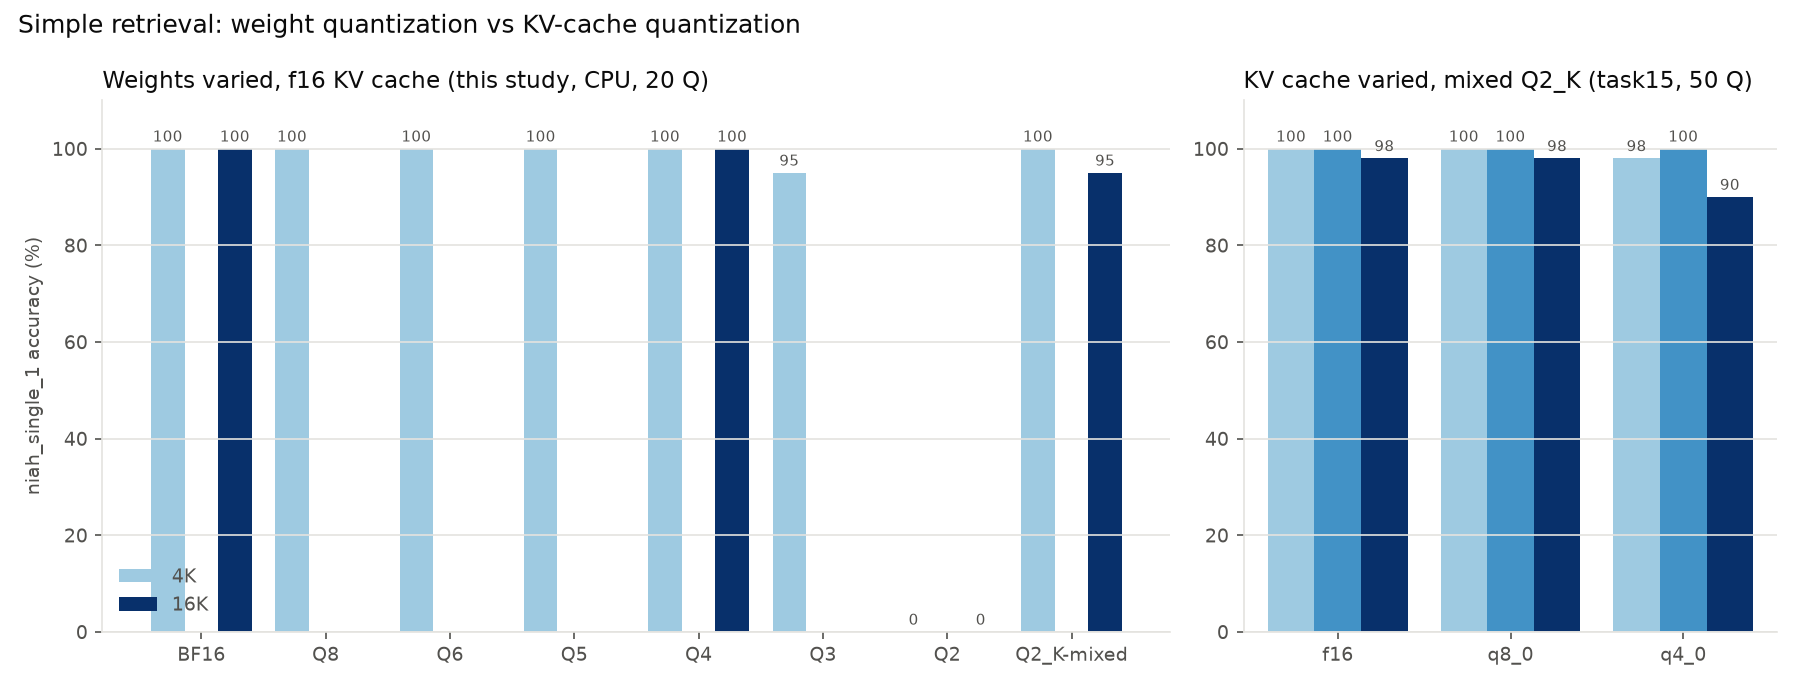 Simple retrieval: weight quantization vs KV-cache quantization
Weights varied, f16 KV cache (this study, CPU, 20 Q)
niah_single_1 accuracy (%)
100
80
60
40
20
0
100 100 100 100 100 100 100 95 0 0 100 95
4K
16K
BF16 Q8 Q6 Q5 Q4 Q3 Q2 Q2_K-mixed
KV cache varied, mixed Q2_K (task15, 50 Q)
100
80
60
40
20
0
100 100 98 100 100 98 98 100 90
f16 q8_0 q4_0